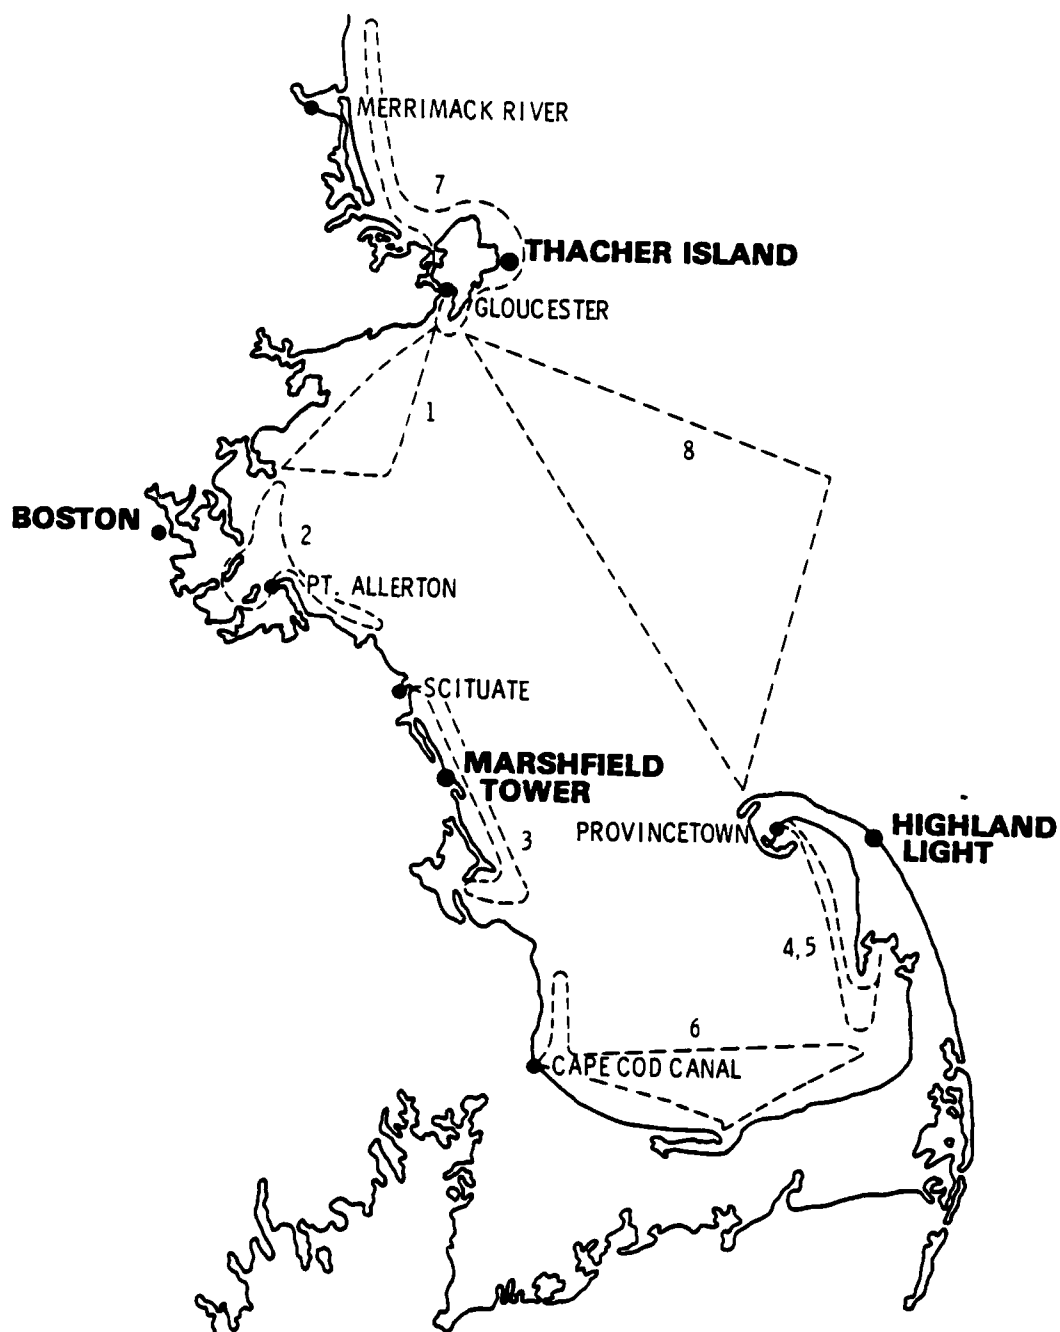 MERRIMACK RIVER
7
THACHER ISLAND
GLOUCESTER
1
8
BOSTON
2
PT. ALLERTON
SCITUATE
MARSHFIELD
TOWER
PROVINCETOWN
HIGHLAND
LIGHT
3
4,5
6
CAPE COD CANAL